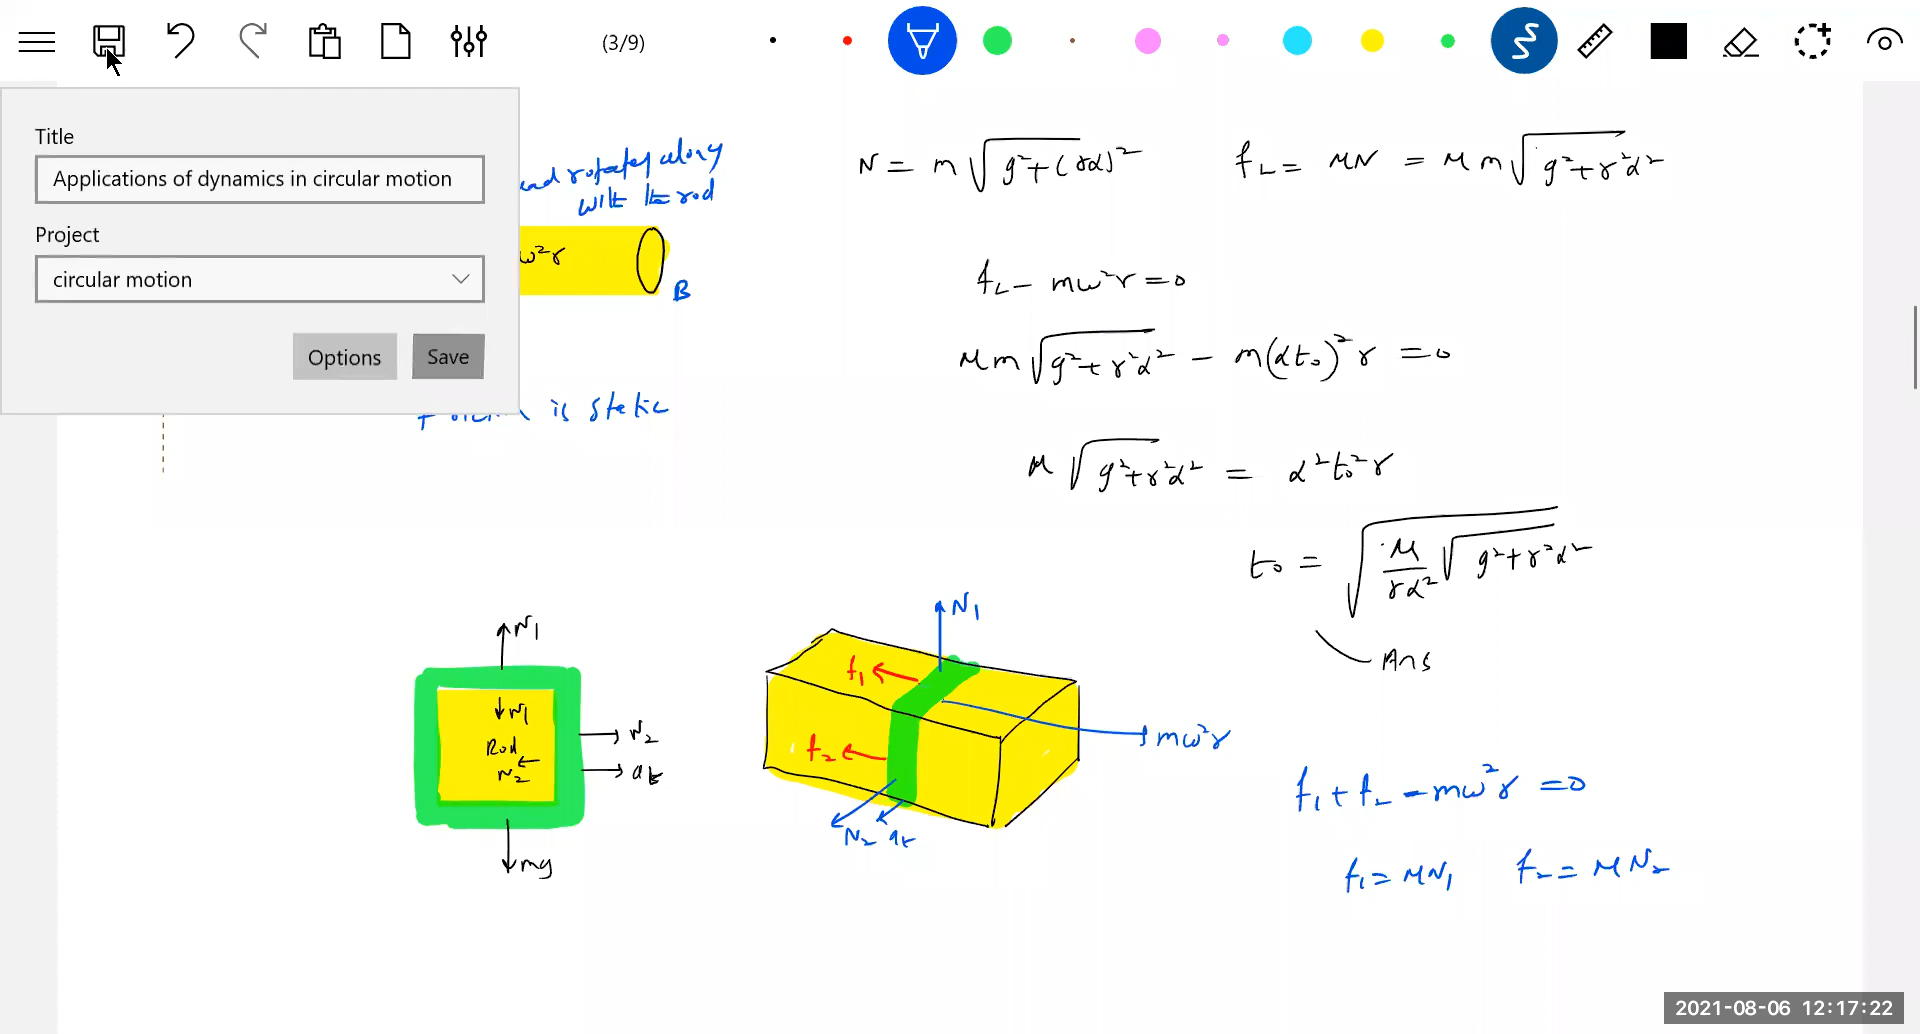 (3/9)
Title
Applications of dynamics in circular motion
Project
circular motion
Options
Save
and rotates along
with the rod
ω²r
B
is static
N = m√(g²+(rα)²
f_L = μN = μm√(g²+r²α²)
f_L − mω²r = 0
μm√(g²+r²α²) − m(αt₀)²r = 0
μ√(g²+r²α²) = α²t₀²r
t₀ = √(μ/(rα²) √(g²+r²α²))
Ans
N₁
↓N₁
Rod
N₂
N₂
a_t
mg
N₁
f₁
f₂
mω²r
N₂ a_t
f₁ + f₂ − mω²r = 0
f₁ = μN₁ f₂ = μN₂
2021-08-06 12:17:22